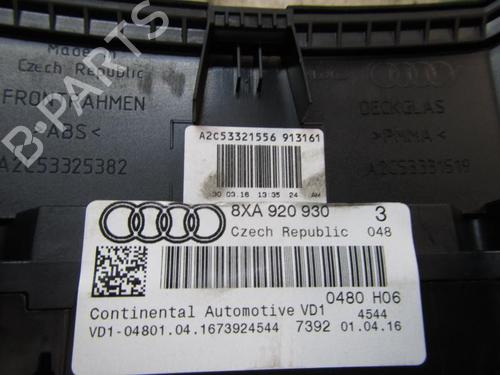 Made in
Czech Republic
FRONTRAHMEN
>ABS<
A2C53325382
DECKGLAS
>PMMA<
A2C53331519
B-PARTS
A2C53321556 913161
30.03.16 13:35 24 AM
8XA 920 930 3
Czech Republic 048
0480 H06
Continental Automotive VD1 4544
VD1-04801.04.1673924544 7392 01.04.16